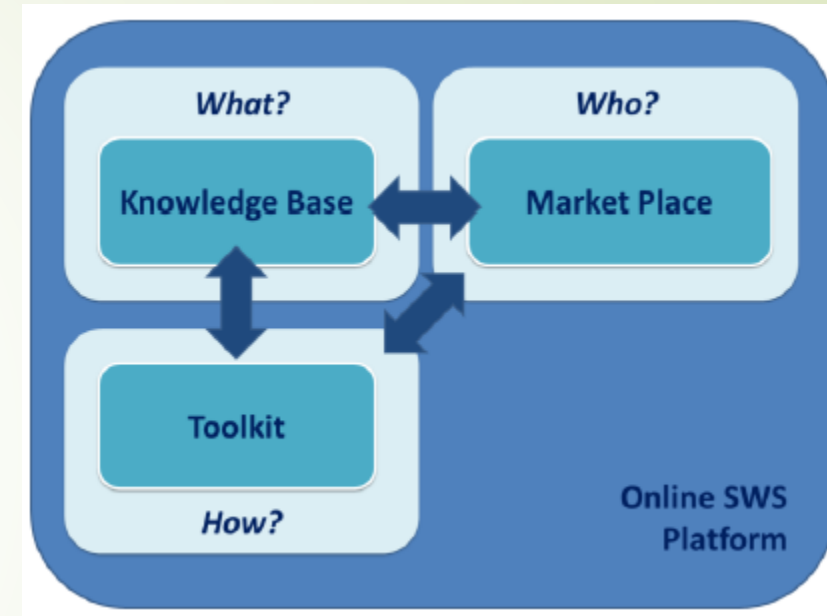 What?
Knowledge Base
Who?
Market Place
Toolkit
How?
Online SWS
Platform